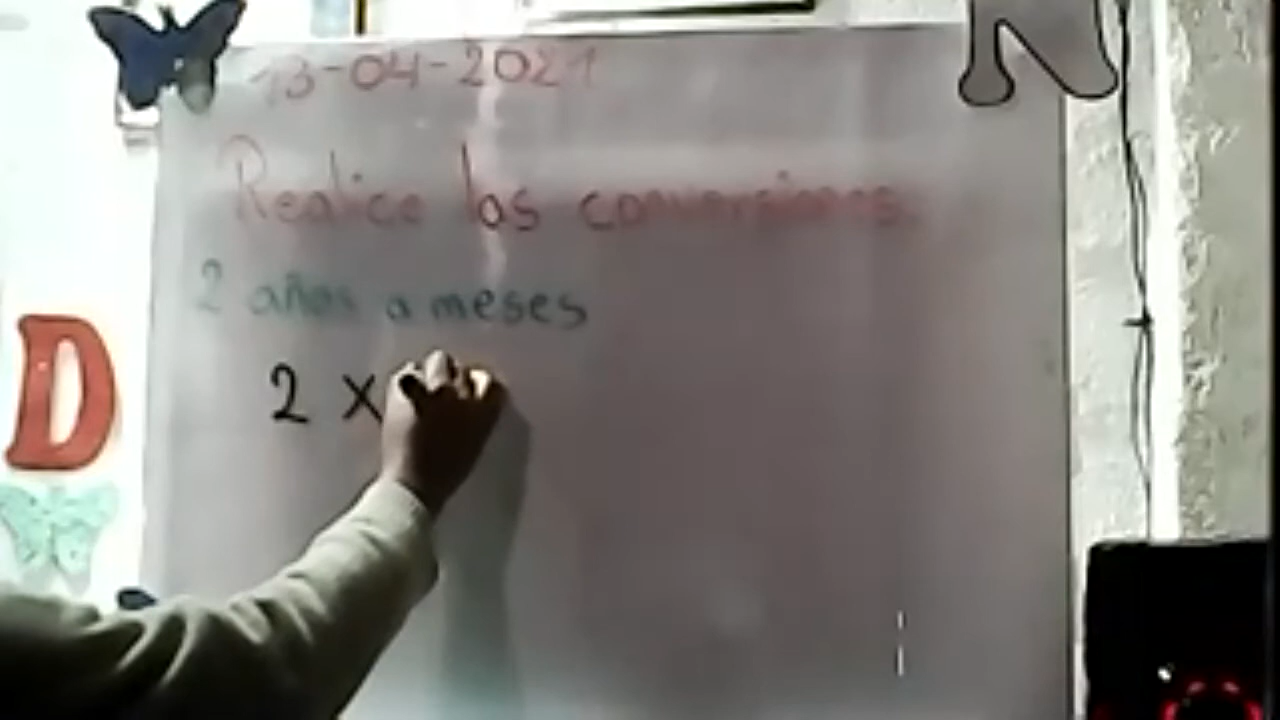 13-04-2021
Realice las conversiones.
2 años a meses
2 x
D
N